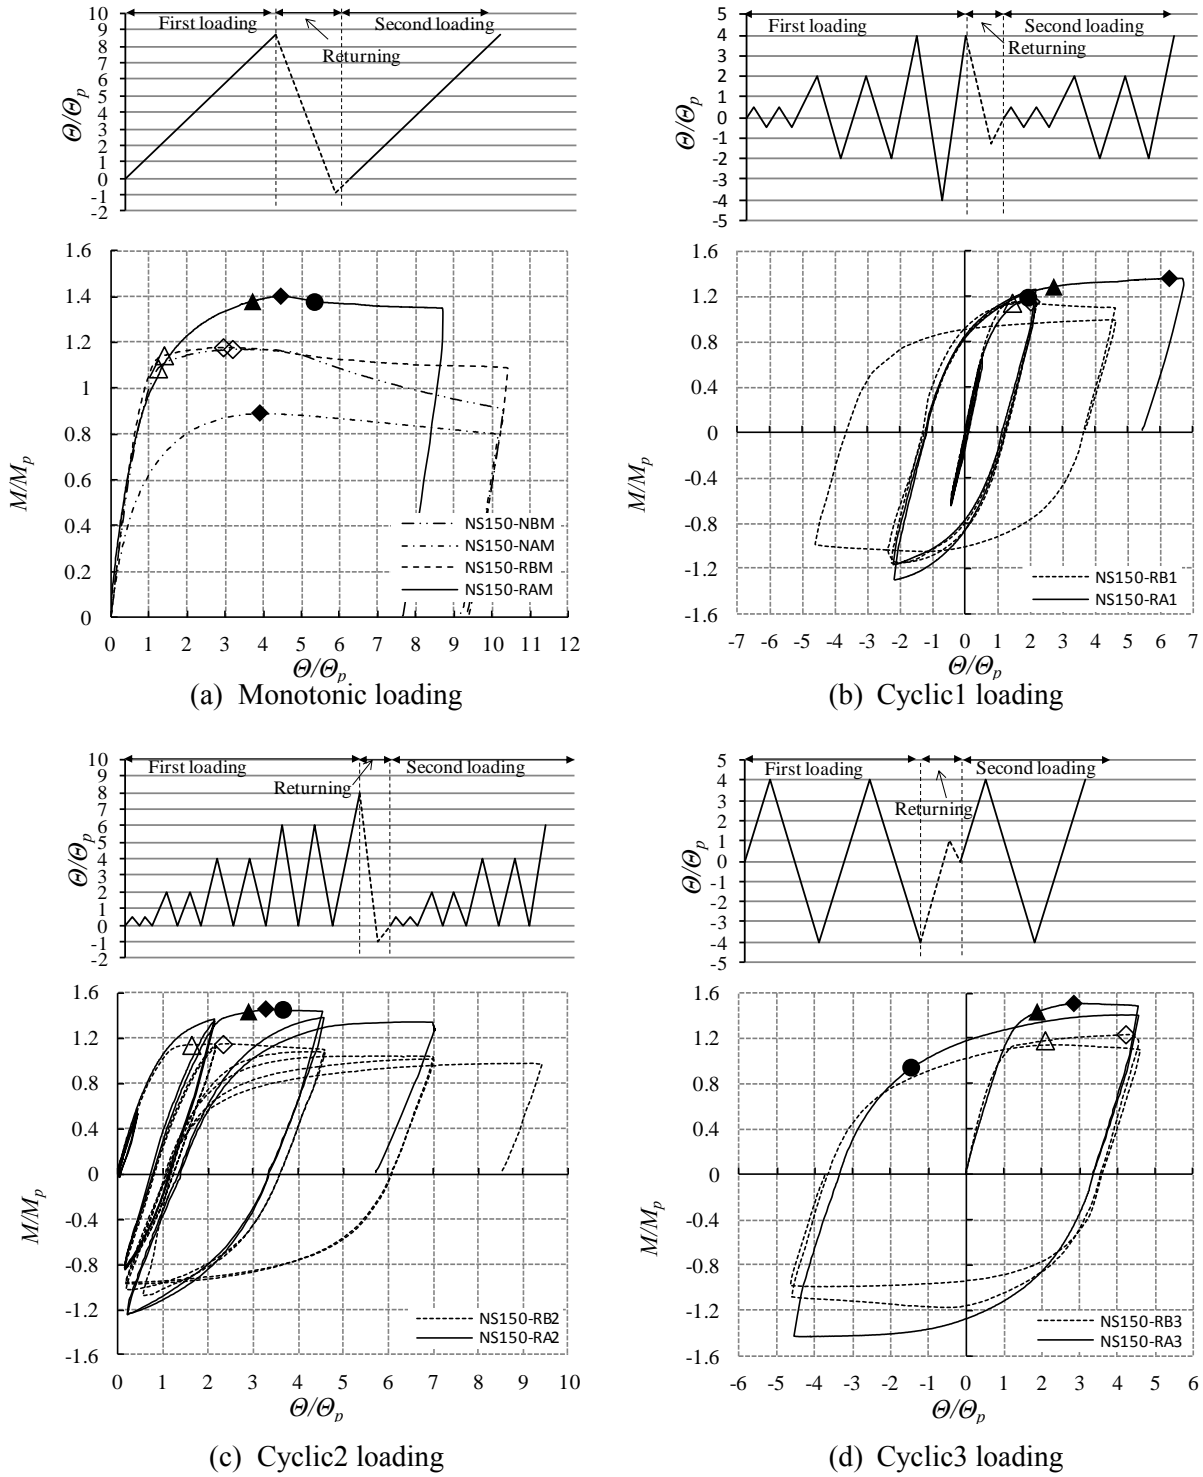 First loading
Returning
Second loading
Θ/Θp
10
9
8
7
6
5
4
3
2
1
0
-1
-2
M/Mp
1.6
1.4
1.2
1
0.8
0.6
0.4
0.2
0
NS150-NBM
NS150-NAM
NS150-RBM
NS150-RAM
0 1 2 3 4 5 6 7 8 9 10 11 12
Θ/Θp
(a) Monotonic loading
First loading
Second loading
Returning
Θ/Θp
5
4
3
2
1
0
-1
-2
-3
-4
-5
M/Mp
1.6
1.2
0.8
0.4
0
-0.4
-0.8
-1.2
-1.6
NS150-RB1
NS150-RA1
-7 -6 -5 -4 -3 -2 -1 0 1 2 3 4 5 6 7
Θ/Θp
(b) Cyclic1 loading
First loading
Returning
Second loading
Θ/Θp
10
9
8
7
6
5
4
3
2
1
0
-1
-2
M/Mp
1.6
1.2
0.8
0.4
0
-0.4
-0.8
-1.2
-1.6
NS150-RB2
NS150-RA2
0 1 2 3 4 5 6 7 8 9 10
Θ/Θp
(c) Cyclic2 loading
First loading
Second loading
Returning
Θ/Θp
5
4
3
2
1
0
-1
-2
-3
-4
-5
M/Mp
1.6
1.2
0.8
0.4
0
-0.4
-0.8
-1.2
-1.6
NS150-RB3
NS150-RA3
-6 -5 -4 -3 -2 -1 0 1 2 3 4 5 6
Θ/Θp
(d) Cyclic3 loading